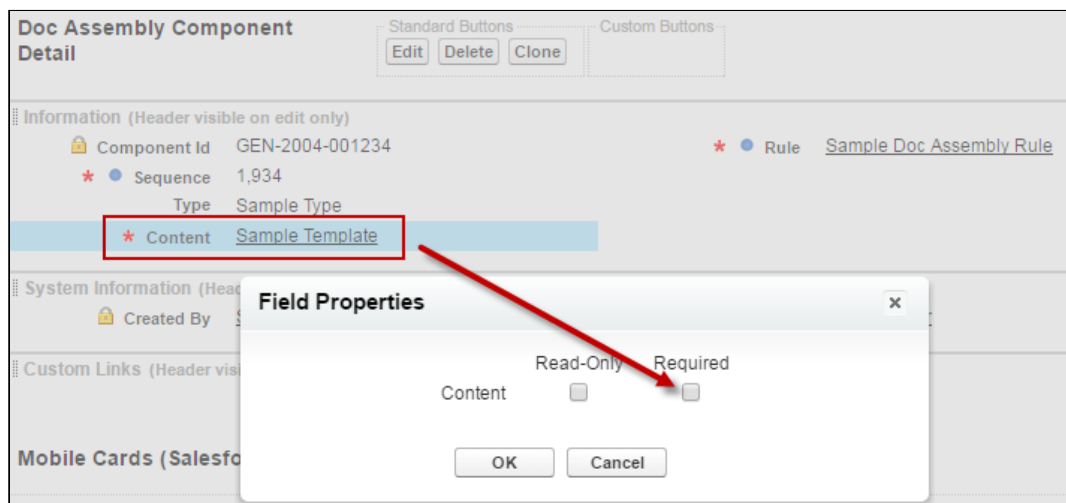 Doc Assembly Component
Detail
Standard Buttons
Edit Delete Clone
Custom Buttons
Information (Header visible on edit only)
Component Id GEN-2004-001234
* Rule Sample Doc Assembly Rule
* Sequence 1,934
Type Sample Type
* Content Sample Template
System Information
Created By
Custom Links (Header
Mobile Cards
Field Properties
x
Read-Only Required
Content
OK Cancel